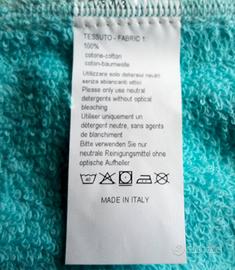 TESSUTO - FABRIC 1:
100%
cotone-cotton
coton-baumwolle
Utilizzare solo detersivi neutri
senza sbiancanti ottici
Please only use neutral
detergents without optical
bleaching
Utiliser uniquement un
détergent neutre, sans agents
de blanchiment
Bitte verwenden Sie nur
neutrale Reinigungsmittel ohne
optische Aufheller
40
MADE IN ITALY